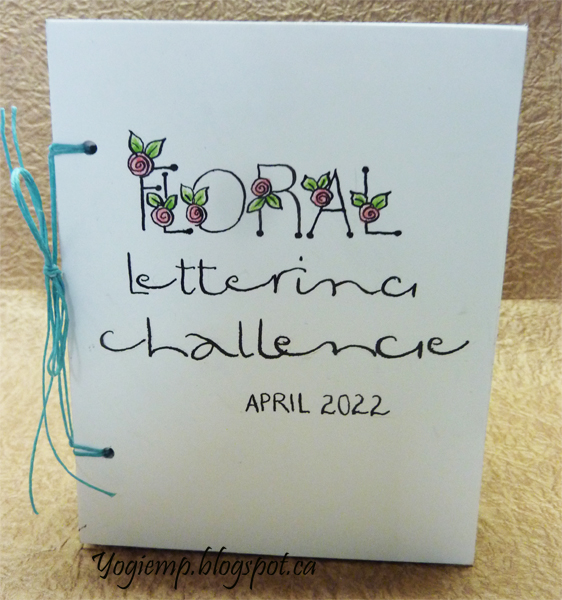 FLORAL
Lettering
challenge
APRIL 2022
Yogiemp.blogspot.ca